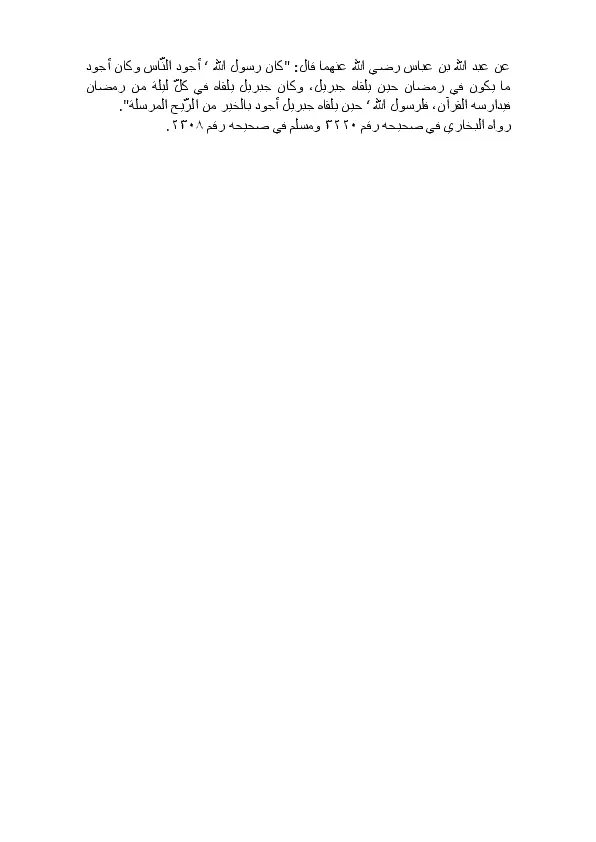 عن عبد الله بن عباس رضي الله عنهما قال: "كان رسول الله ‘ أجود النّاس وكان أجود
ما يكون في رمضان حين يلقاه جبريل، وكان جبريل يلقاه في كلّ ليلة من رمضان
فيدارسه القرآن، فلرسول الله‘ حين يلقاه جبريل أجود بالخير من الرّيح المرسلة".
رواه البخاري في صحيحه رقم ٣٢٢٠ ومسلم في صحيحه رقم ٢٣٠٨.